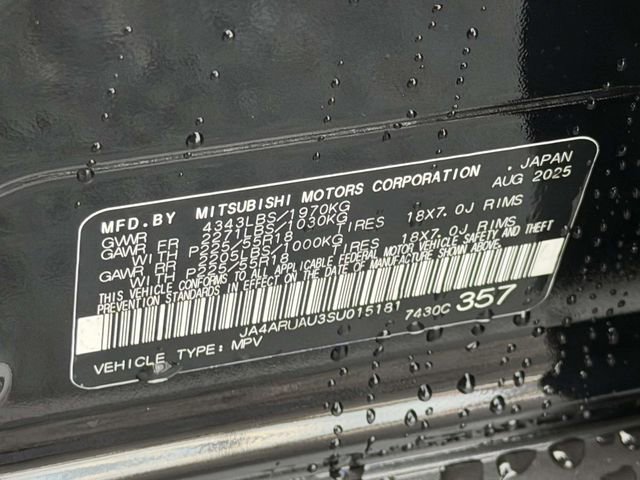 MFD.BY MITSUBISHI MOTORS CORPORATION, JAPAN
AUG 2025
GVWR 4343LBS/1970KG
GAWR FR 2271LBS/1030KG
WITH P225/55R18 TIRES 18X7.0J RIMS
GAWR RR 2205LBS/1000KG
WITH P225/55R18 TIRES 18X7.0J RIMS
THIS VEHICLE CONFORMS TO ALL APPLICABLE FEDERAL MOTOR VEHICLE SAFETY AND THEFT
PREVENTION STANDARDS IN EFFECT ON THE DATE OF MANUFACTURE SHOWN ABOVE.
JA4ARUAU3SU015181 7430C 357
VEHICLE TYPE: MPV